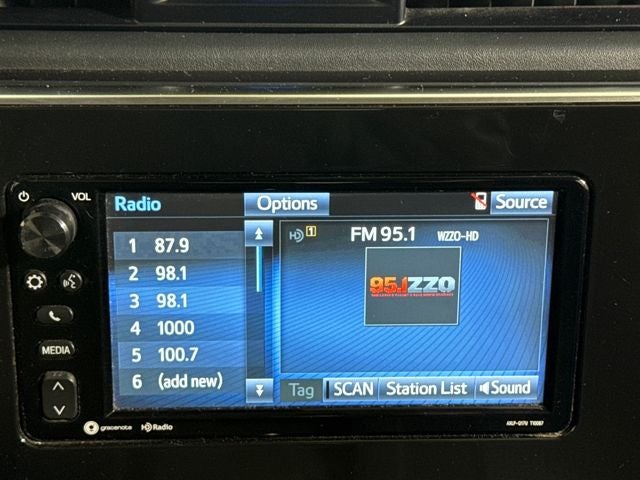 VOL
Radio
Options
Source
1 87.9
2 98.1
3 98.1
4 1000
5 100.7
6 (add new)
HD 1
FM 95.1 WZZO-HD
95.1ZZO
Tag
SCAN
Station List
Sound
MEDIA
gracenote
HD Radio